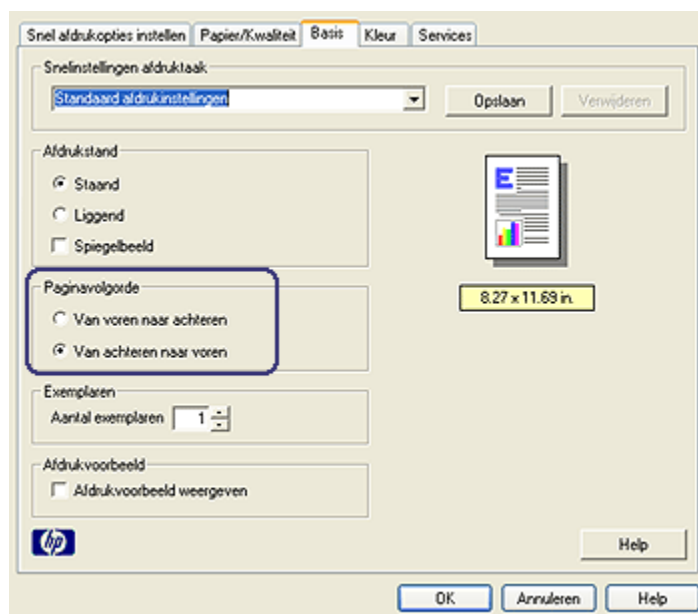 Snel afdrukopties instellen Papier/Kwaliteit Basis Kleur Services
Snelinstellingen afdruktaak
Standaard afdrukinstellingen Opslaan Verwijderen
Afdrukstand
Staand
Liggend
Spiegelbeeld
E
8.27 x 11.69 in.
Paginavolgorde
Van voren naar achteren
Van achteren naar voren
Exemplaren
Aantal exemplaren 1
Afdrukvoorbeeld
Afdrukvoorbeeld weergeven
hp Help
OK Annuleren Help